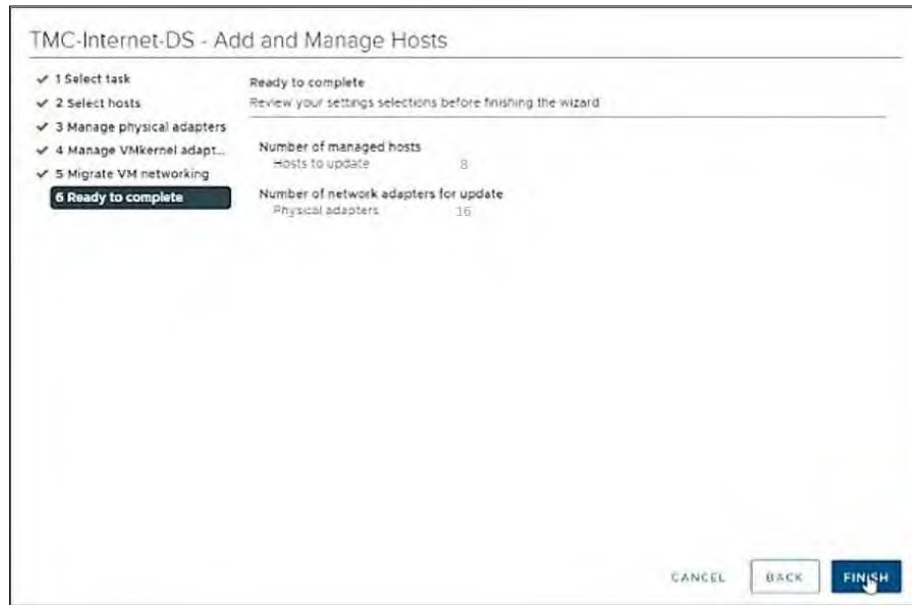 TMC-Internet-DS - Add and Manage Hosts
✓ 1 Select task
✓ 2 Select hosts
✓ 3 Manage physical adapters
✓ 4 Manage VMkernel adapt...
✓ 5 Migrate VM networking
6 Ready to complete
Ready to complete
Review your settings selections before finishing the wizard
Number of managed hosts
Hosts to update 8
Number of network adapters for update
Physical adapters 16
CANCEL BACK FINISH